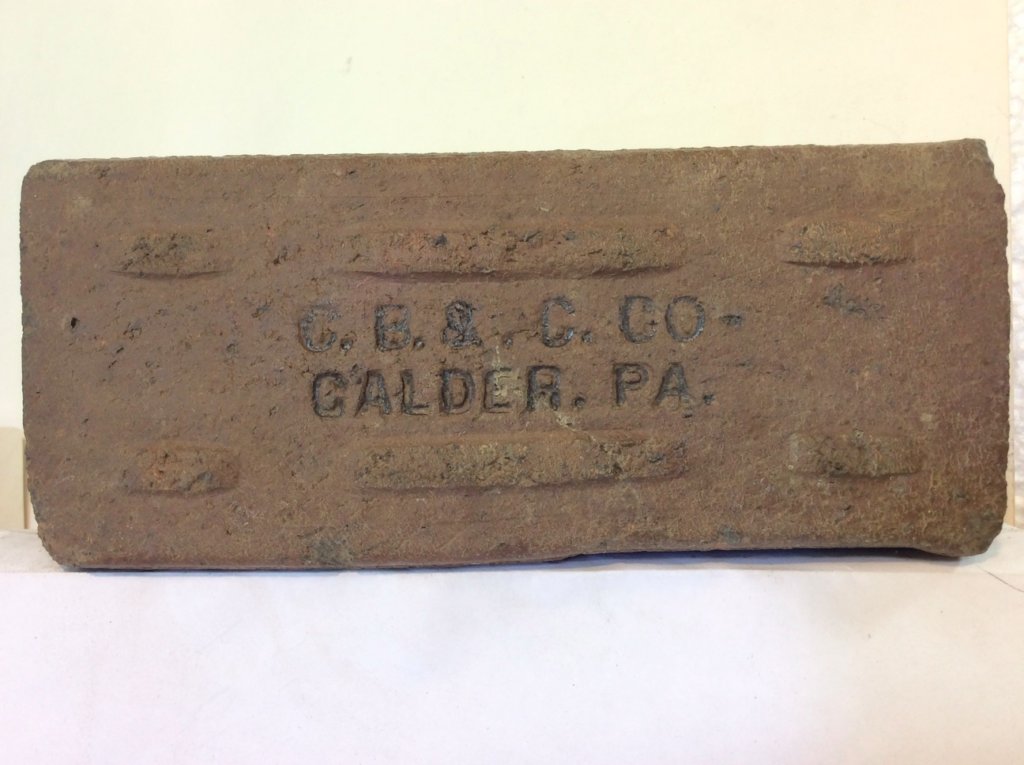 C. B. & . C. CO-
CALDER. PA.